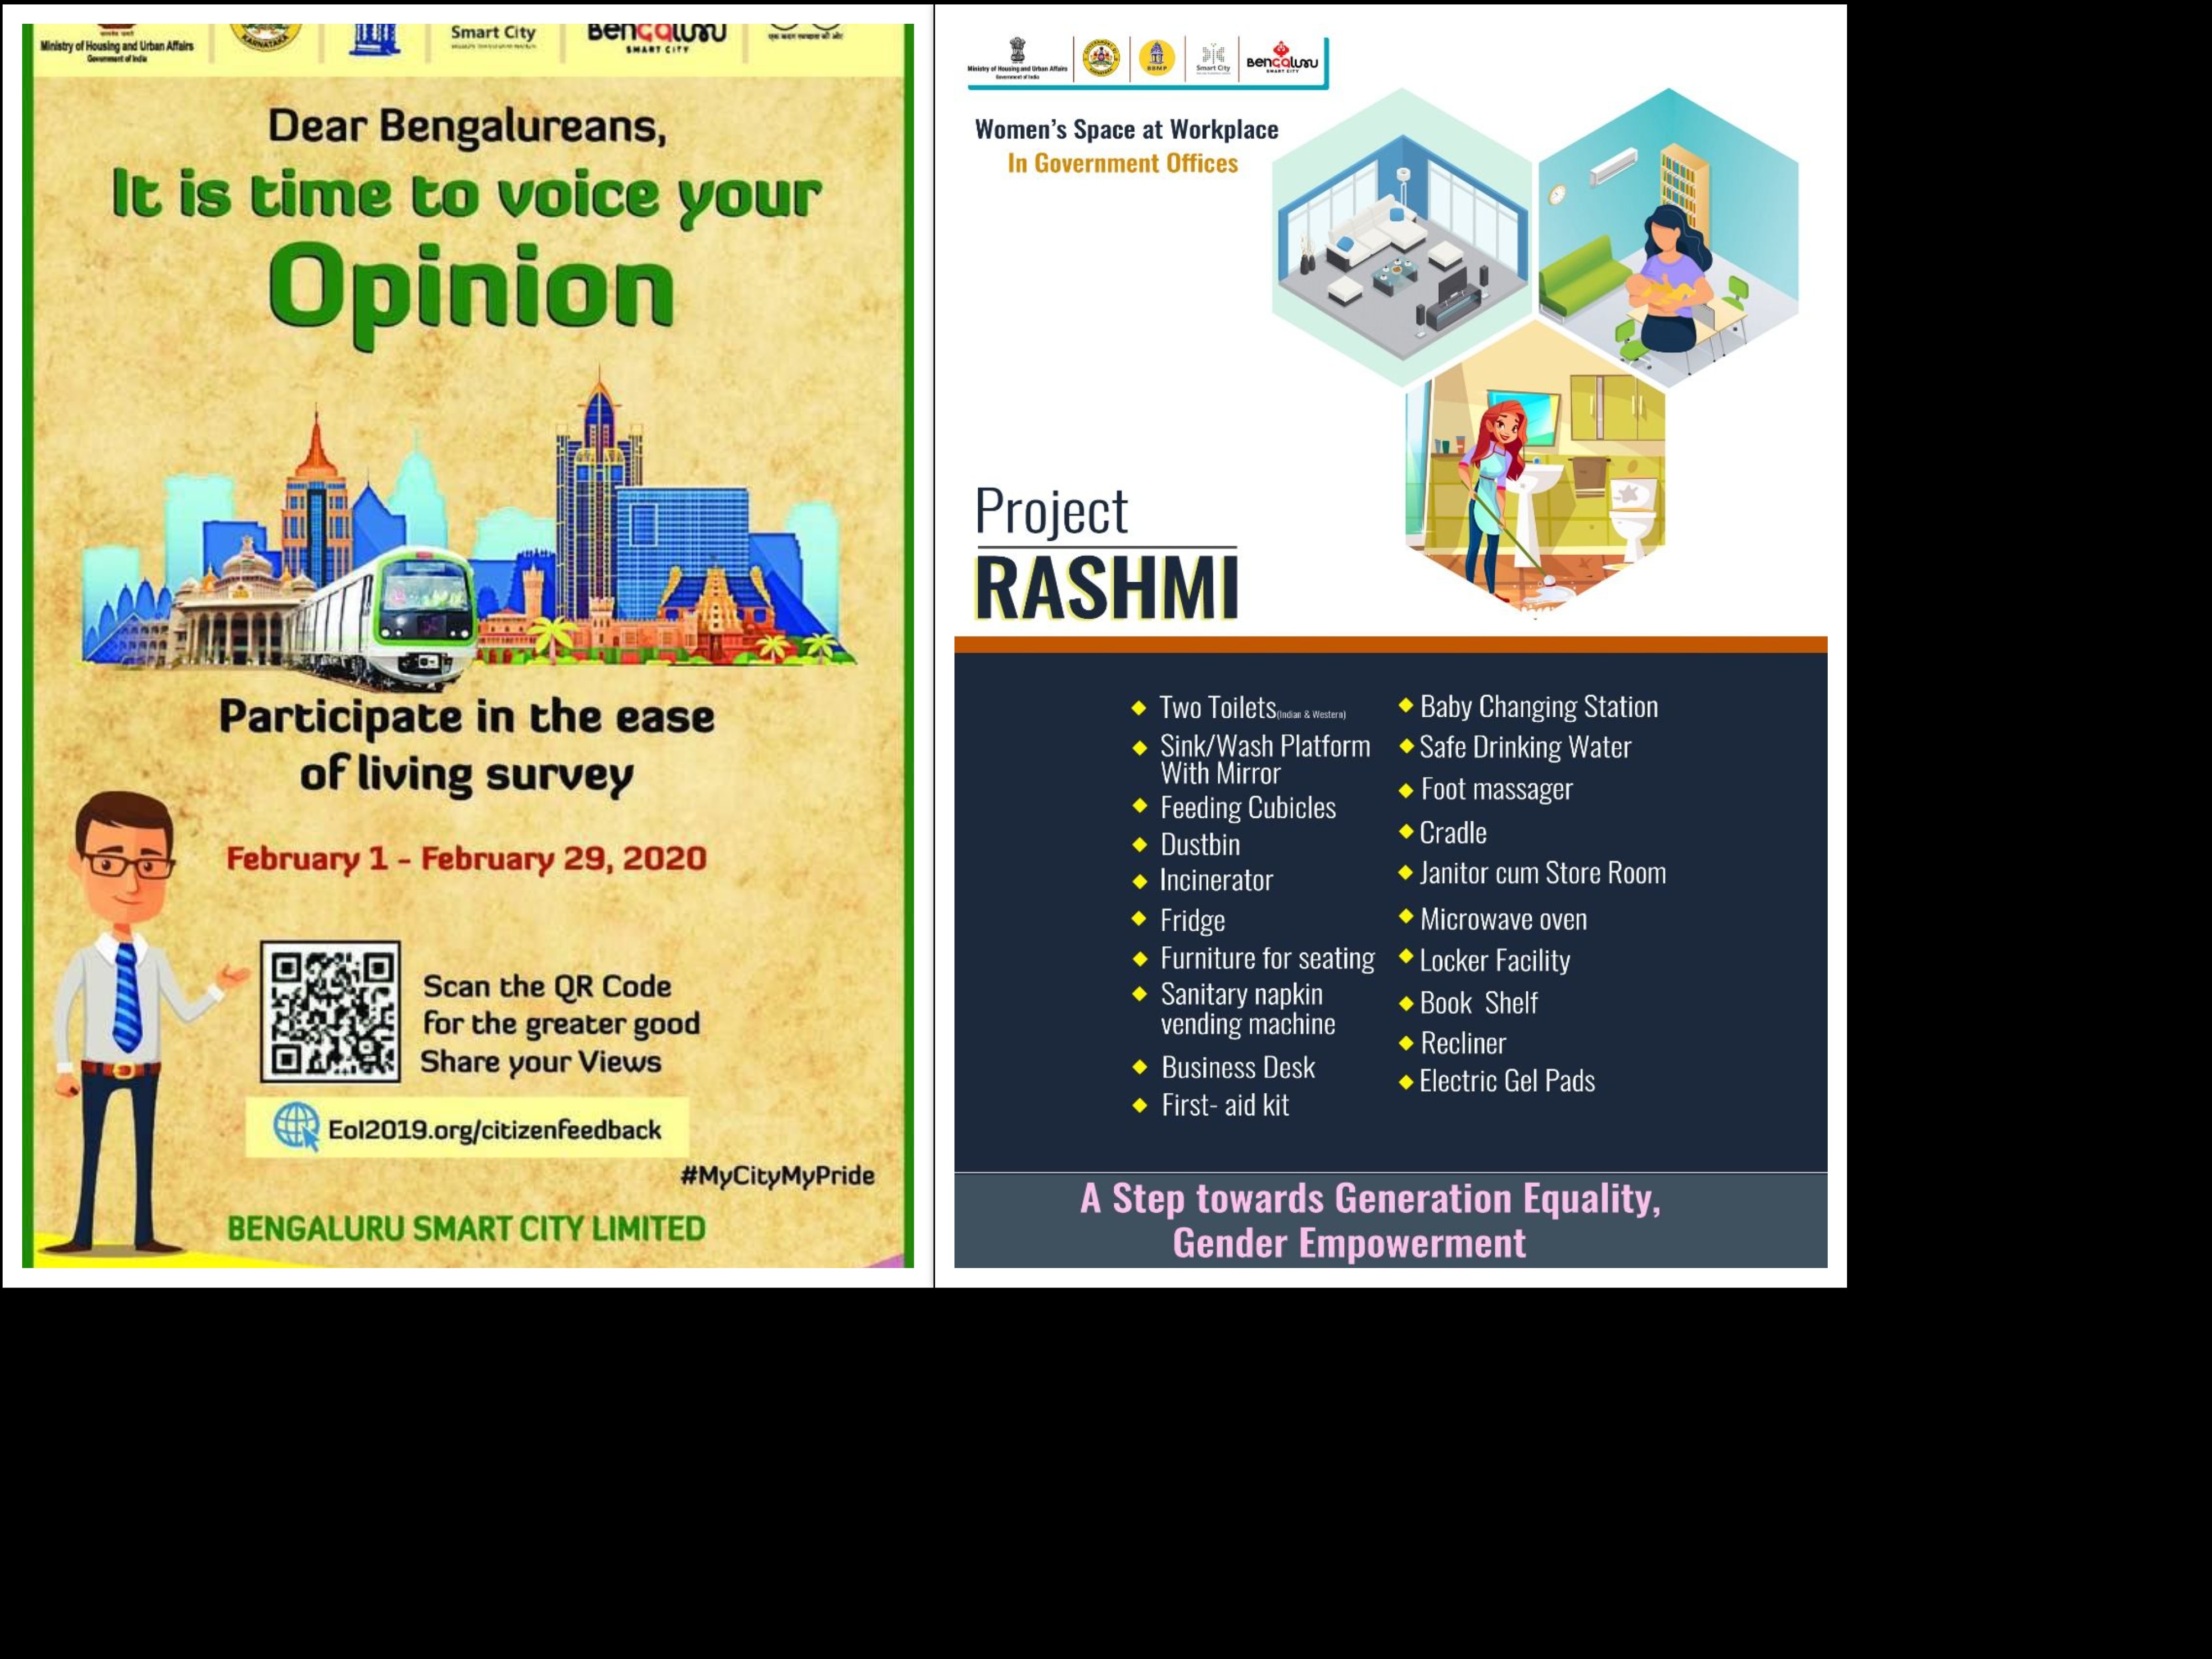 Ministry of Housing and Urban Affairs
Government of India
KARNATAKA
Smart City
Bengaluru
SMART CITY
एक कदम स्वच्छता की ओर
Dear Bengalureans,
It is time to voice your
Opinion
Participate in the ease
of living survey
February 1 - February 29, 2020
Scan the QR Code
for the greater good
Share your Views
EoI2019.org/citizenfeedback
#MyCityMyPride
BENGALURU SMART CITY LIMITED
Ministry of Housing and Urban Affairs
Government of India
BBMP
Smart City
Bengaluru
SMART CITY
Women's Space at Workplace
In Government Offices
Project
RASHMI
Two Toilets(Indian & Western)
Sink/Wash Platform
With Mirror
Feeding Cubicles
Dustbin
Incinerator
Fridge
Furniture for seating
Sanitary napkin
vending machine
Business Desk
First- aid kit
Baby Changing Station
Safe Drinking Water
Foot massager
Cradle
Janitor cum Store Room
Microwave oven
Locker Facility
Book Shelf
Recliner
Electric Gel Pads
A Step towards Generation Equality,
Gender Empowerment